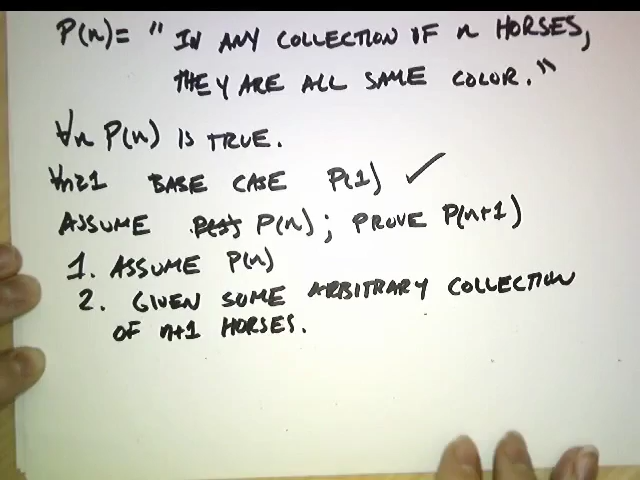 P(n) = "IN ANY COLLECTION OF n HORSES,
THEY ARE ALL SAME COLOR."
∀n P(n) IS TRUE.
∀n≥1 BASE CASE P(1) ✓
ASSUME P(n); PROVE P(n+1)
1. ASSUME P(n)
2. GIVEN SOME ARBITRARY COLLECTION
OF n+1 HORSES.